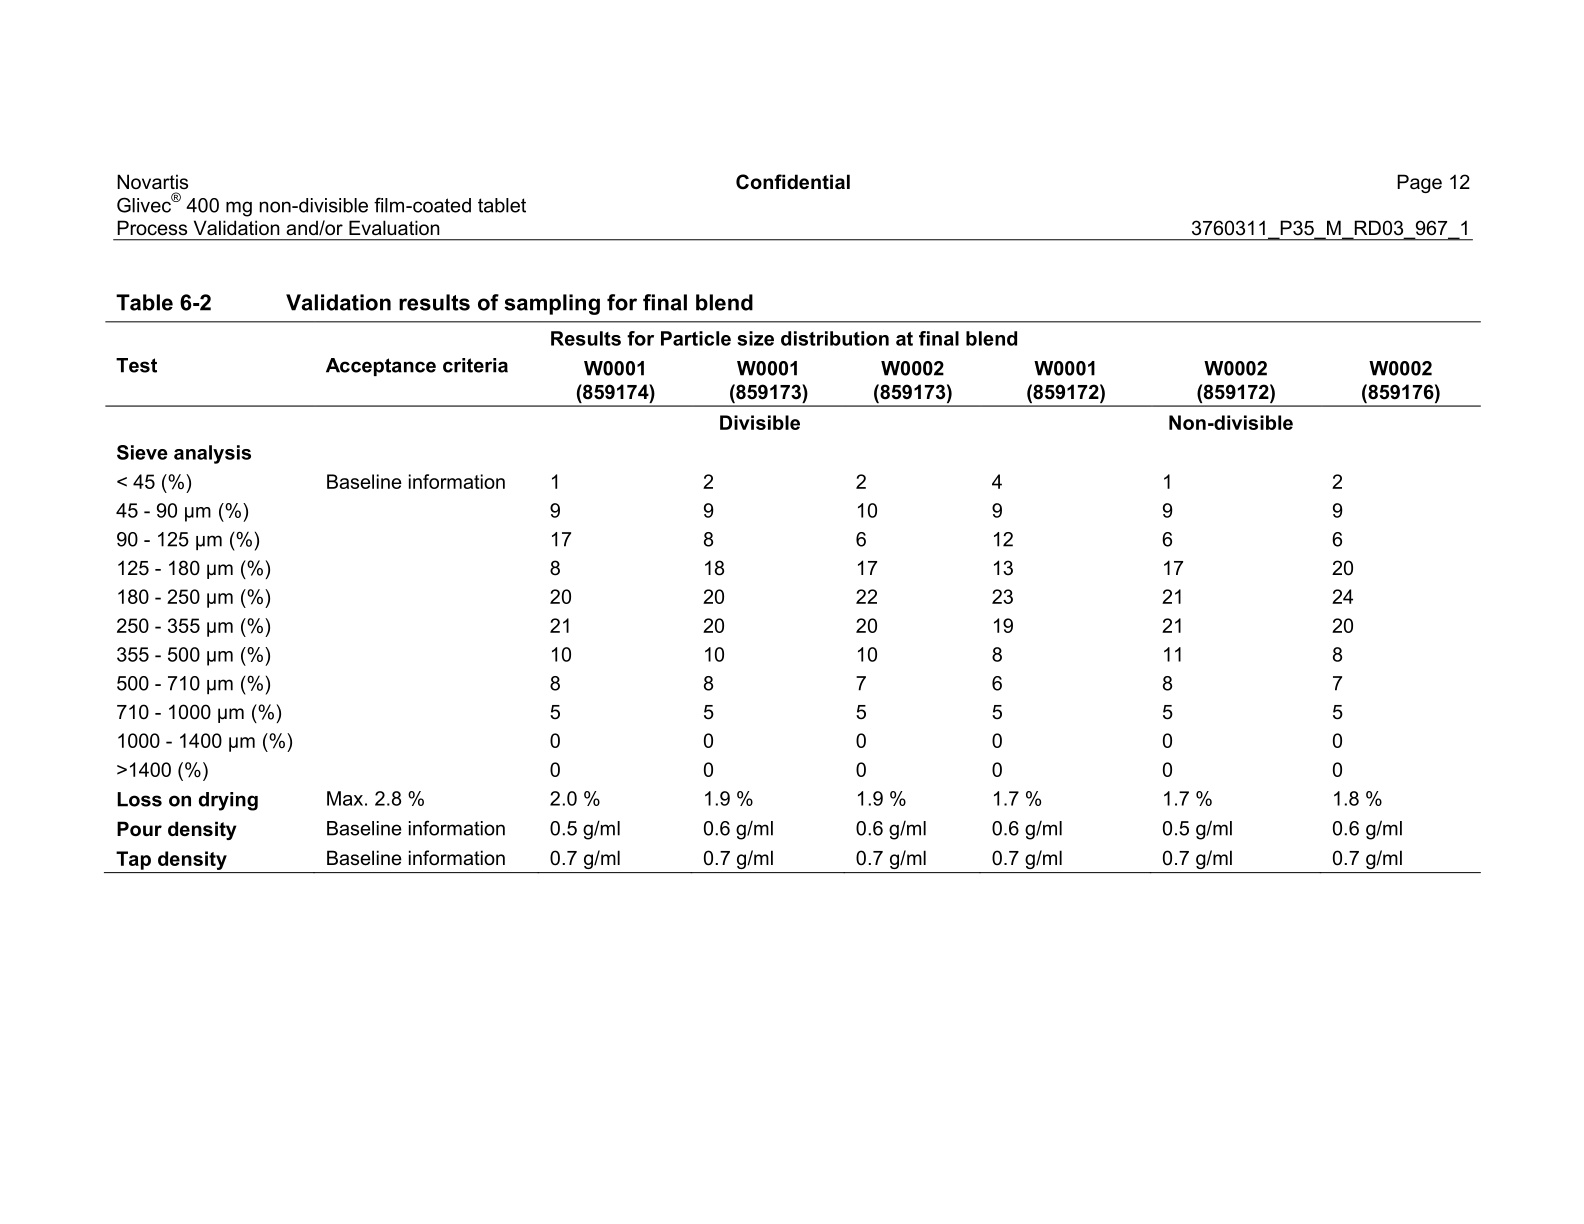 Novartis Confidential Page 12
Glivec® 400 mg non-divisible film-coated tablet
Process Validation and/or Evaluation 3760311_P35_M_RD03_967_1
Table 6-2 Validation results of sampling for final blend
Results for Particle size distribution at final blend
Test Acceptance criteria W0001 W0001 W0002 W0001 W0002 W0002
(859174) (859173) (859173) (859172) (859172) (859176)
Divisible Non-divisible
Sieve analysis
< 45 (%) Baseline information 1 2 2 4 1 2
45 - 90 µm (%) 9 9 10 9 9 9
90 - 125 µm (%) 17 8 6 12 6 6
125 - 180 µm (%) 8 18 17 13 17 20
180 - 250 µm (%) 20 20 22 23 21 24
250 - 355 µm (%) 21 20 20 19 21 20
355 - 500 µm (%) 10 10 10 8 11 8
500 - 710 µm (%) 8 8 7 6 8 7
710 - 1000 µm (%) 5 5 5 5 5 5
1000 - 1400 µm (%) 0 0 0 0 0 0
>1400 (%) 0 0 0 0 0 0
Loss on drying Max. 2.8 % 2.0 % 1.9 % 1.9 % 1.7 % 1.7 % 1.8 %
Pour density Baseline information 0.5 g/ml 0.6 g/ml 0.6 g/ml 0.6 g/ml 0.5 g/ml 0.6 g/ml
Tap density Baseline information 0.7 g/ml 0.7 g/ml 0.7 g/ml 0.7 g/ml 0.7 g/ml 0.7 g/ml